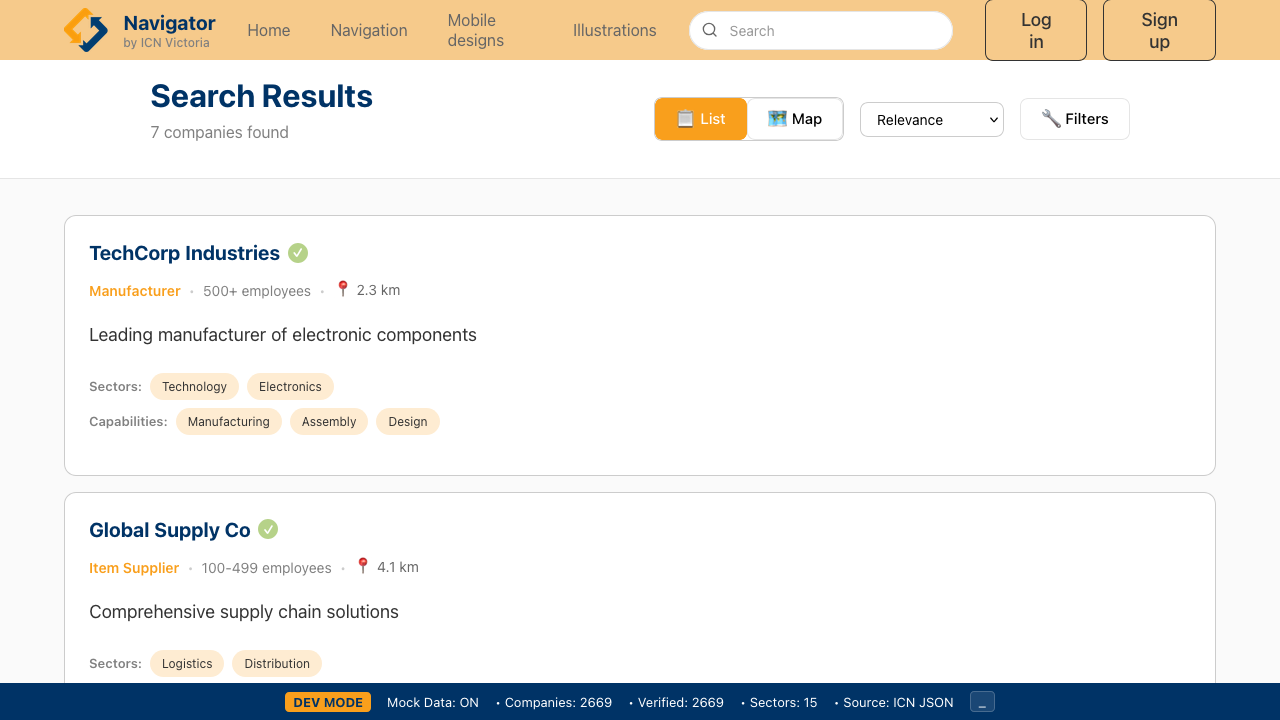 Navigator
by ICN Victoria
Home
Navigation
Mobile
designs
Illustrations
Search
Log
in
Sign
up
Search Results
7 companies found
List
Map
Relevance
Filters
TechCorp Industries
Manufacturer • 500+ employees • 2.3 km
Leading manufacturer of electronic components
Sectors: Technology Electronics
Capabilities: Manufacturing Assembly Design
Global Supply Co
Item Supplier • 100-499 employees • 4.1 km
Comprehensive supply chain solutions
Sectors: Logistics Distribution
DEV MODE Mock Data: ON • Companies: 2669 • Verified: 2669 • Sectors: 15 • Source: ICN JSON _